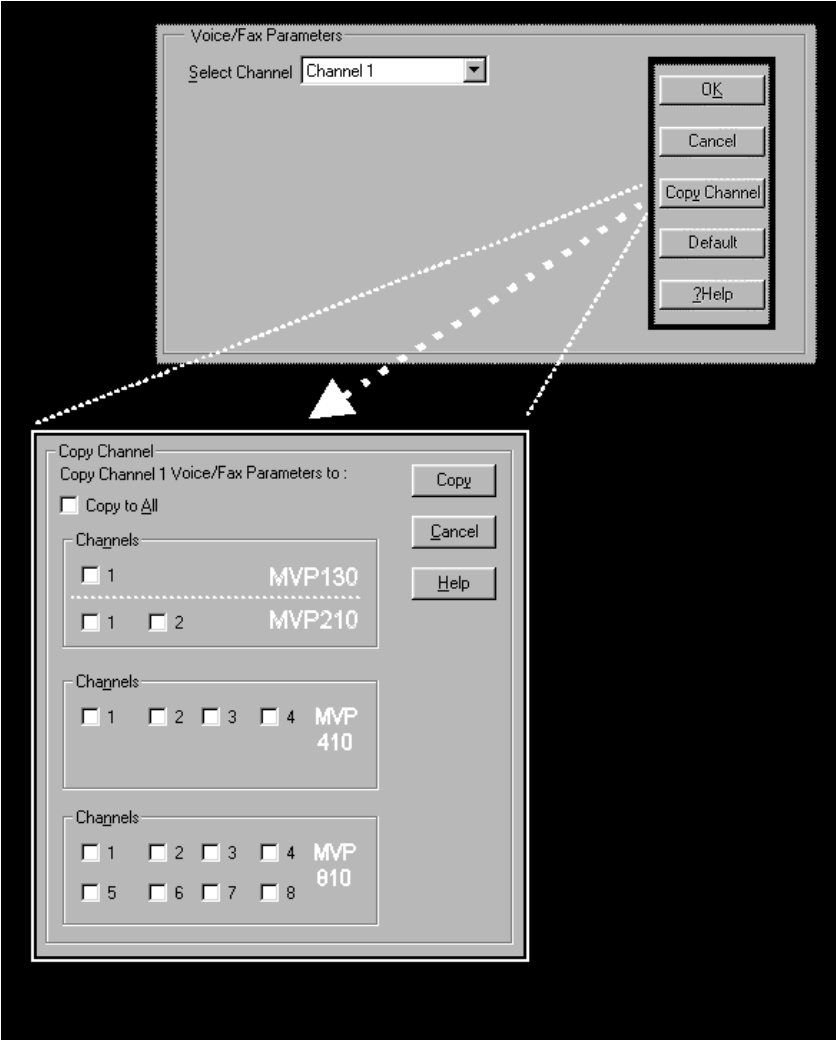 Voice/Fax Parameters
Select Channel Channel 1
OK
Cancel
Copy Channel
Default
?Help
Copy Channel
Copy Channel 1 Voice/Fax Parameters to :
Copy
Copy to All
Cancel
Channels
1 MVP130
Help
1 2 MVP210
Channels
1 2 3 4 MVP
410
Channels
1 2 3 4 MVP
810
5 6 7 8